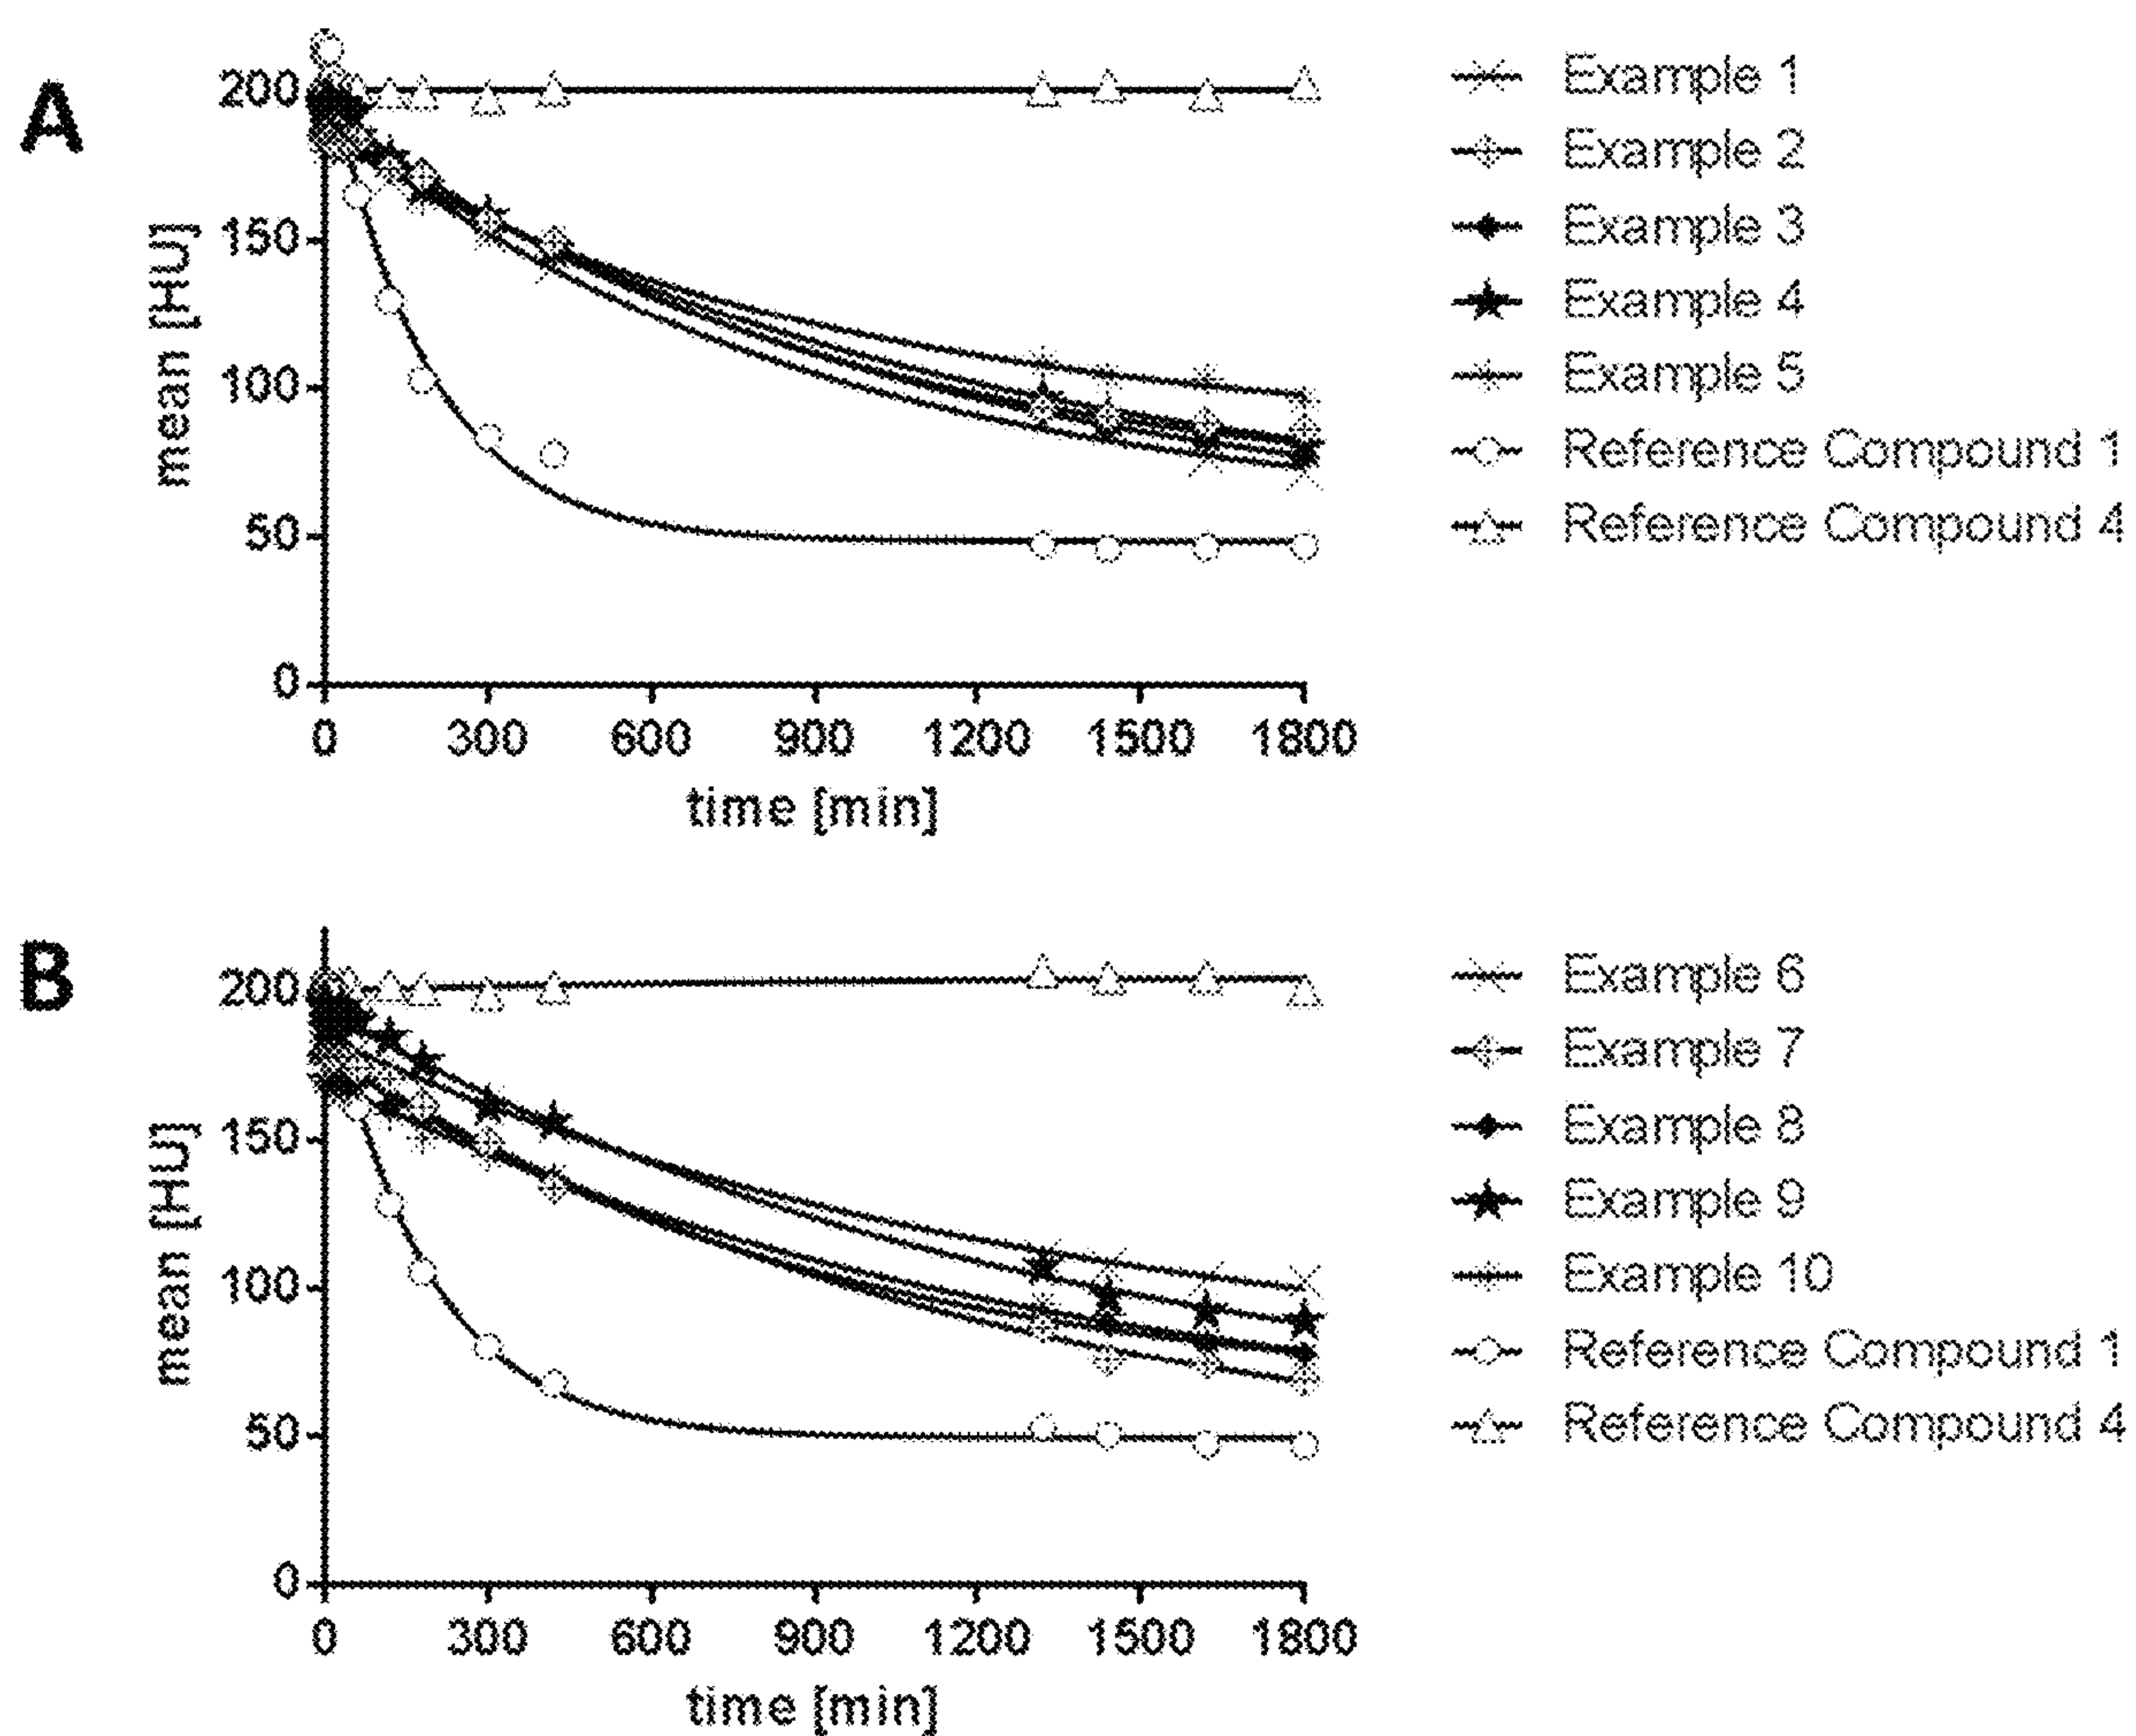 A
mean [HU]
200
150
100
50
0
0 300 600 900 1200 1500 1800
time [min]
Example 1
Example 2
Example 3
Example 4
Example 5
Reference Compound 1
Reference Compound 4
B
mean [HU]
200
150
100
50
0
0 300 600 900 1200 1500 1800
time [min]
Example 6
Example 7
Example 8
Example 9
Example 10
Reference Compound 1
Reference Compound 4